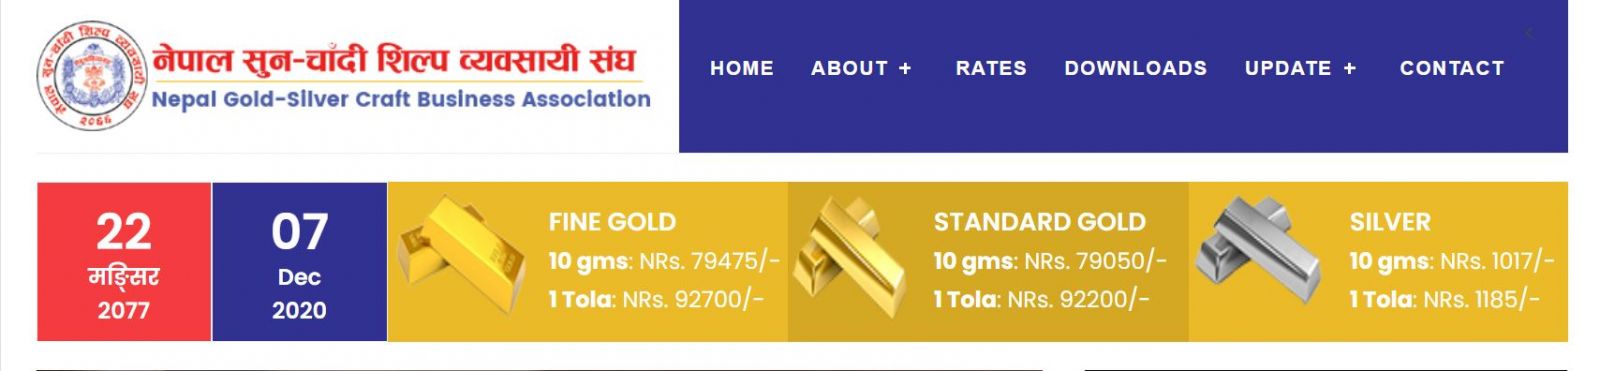 नेपाल सुन-चाँदी शिल्प व्यवसायी संघ
Nepal Gold-Silver Craft Business Association
२०६६
HOME ABOUT + RATES DOWNLOADS UPDATE + CONTACT
22
मङ्सिर
2077
07
Dec
2020
FINE GOLD
10 gms: NRs. 79475/-
1 Tola: NRs. 92700/-
STANDARD GOLD
10 gms: NRs. 79050/-
1 Tola: NRs. 92200/-
SILVER
10 gms: NRs. 1017/-
1 Tola: NRs. 1185/-